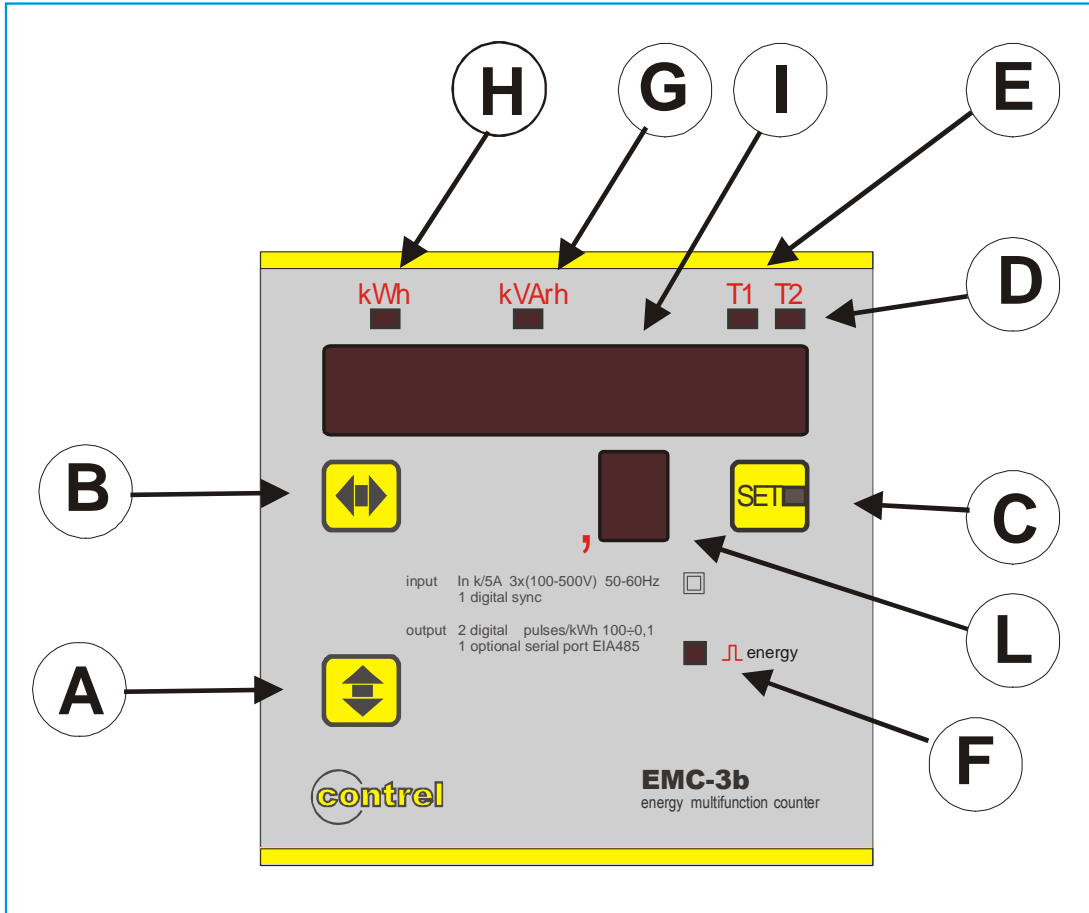 H G I E
D
kWh kVArh T1 T2
B
SET
C
,
input In k/5A 3x(100-500V) 50-60Hz
1 digital sync
output 2 digital pulses/kWh 100÷0,1
1 optional serial port EIA485
L
energy
A
F
contrel
EMC-3b
energy multifunction counter